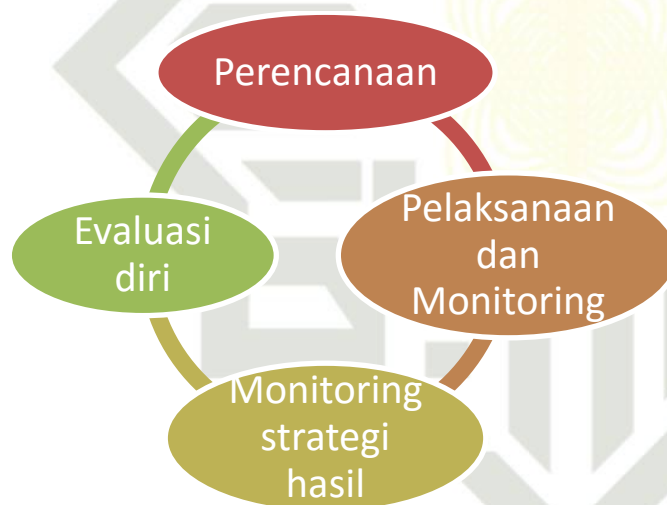 Perencanaan
Pelaksanaan
dan
Monitoring
Monitoring
strategi
hasil
Evaluasi
diri